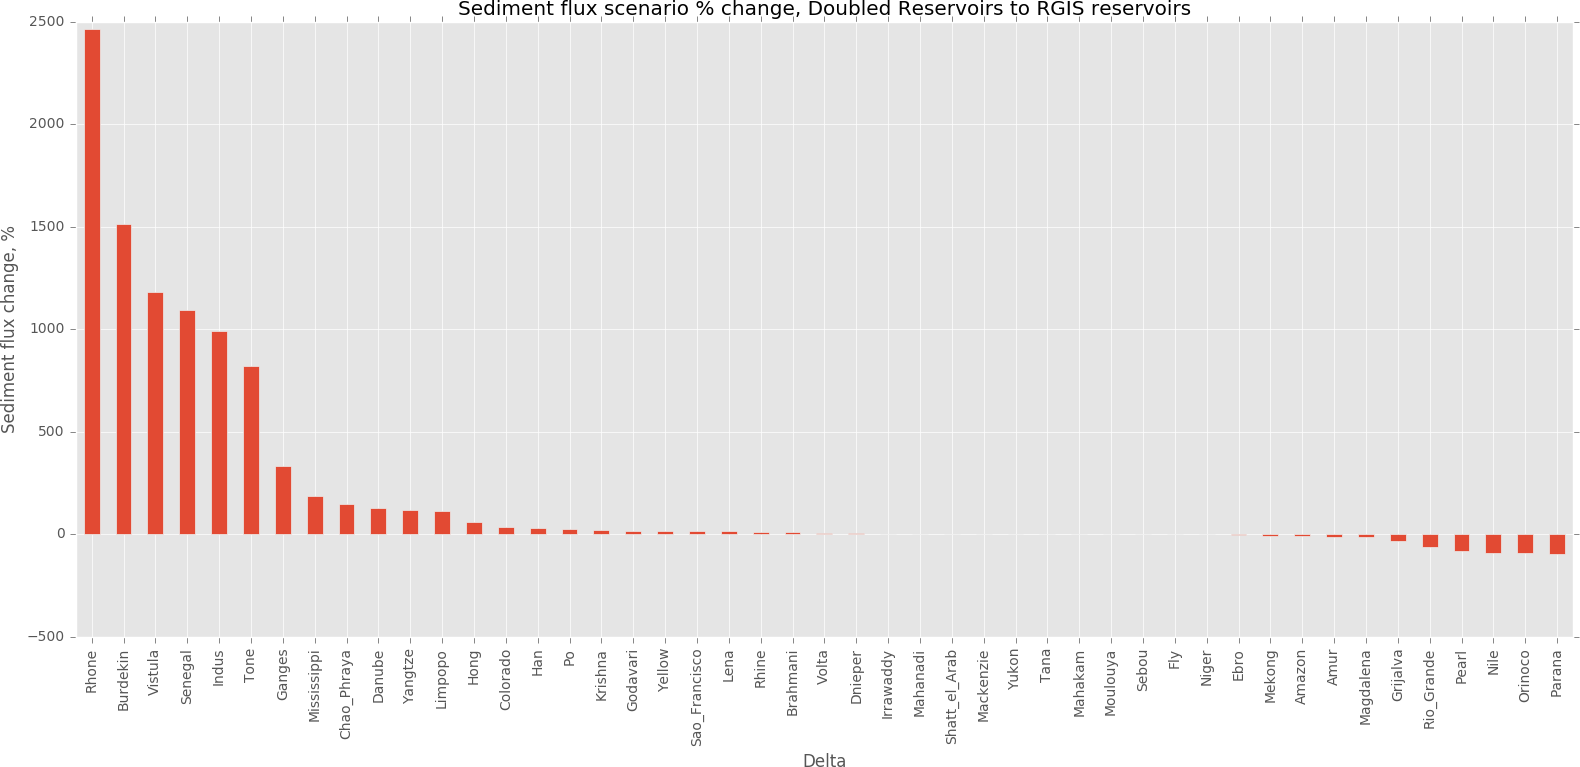 Sediment flux scenario % change, Doubled Reservoirs to RGIS reservoirs
Sediment flux change, %
2500
2000
1500
1000
500
0
−500
Rhone
Burdekin
Vistula
Senegal
Indus
Tone
Ganges
Mississippi
Chao_Phraya
Danube
Yangtze
Limpopo
Hong
Colorado
Han
Po
Krishna
Godavari
Yellow
Sao_Francisco
Lena
Rhine
Brahmani
Volta
Dnieper
Irrawaddy
Mahanadi
Shatt_el_Arab
Mackenzie
Yukon
Tana
Mahakam
Moulouya
Sebou
Fly
Niger
Ebro
Mekong
Amazon
Amur
Magdalena
Grijalva
Rio_Grande
Pearl
Nile
Orinoco
Parana
Delta